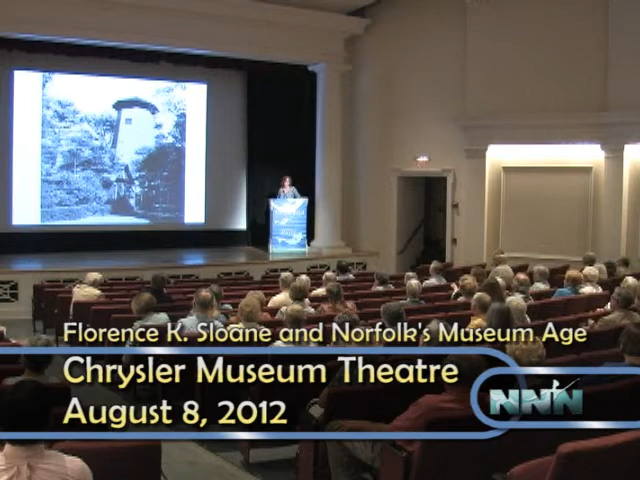 Florence K. Sloane and Norfolk's Museum Age
Chrysler Museum Theatre
August 8, 2012
NNN